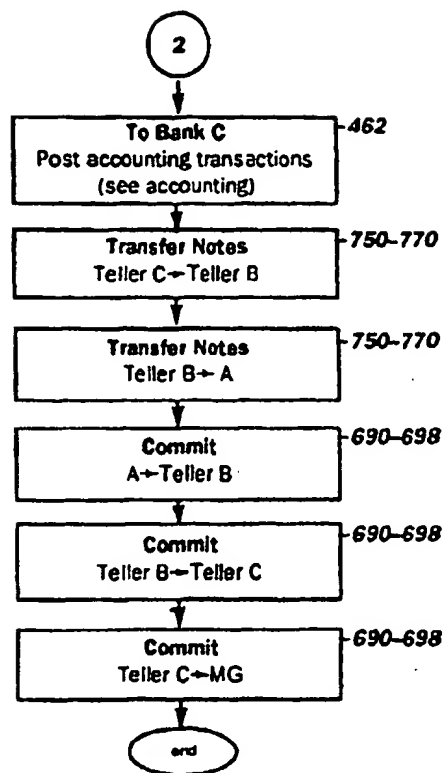 2
To Bank C
Post accounting transactions
(see accounting)
462
Transfer Notes
Teller C→Teller B
750-770
Transfer Notes
Teller B→A
750-770
Commit
A→Teller B
690-698
Commit
Teller B→Teller C
690-698
Commit
Teller C→MG
690-698
end